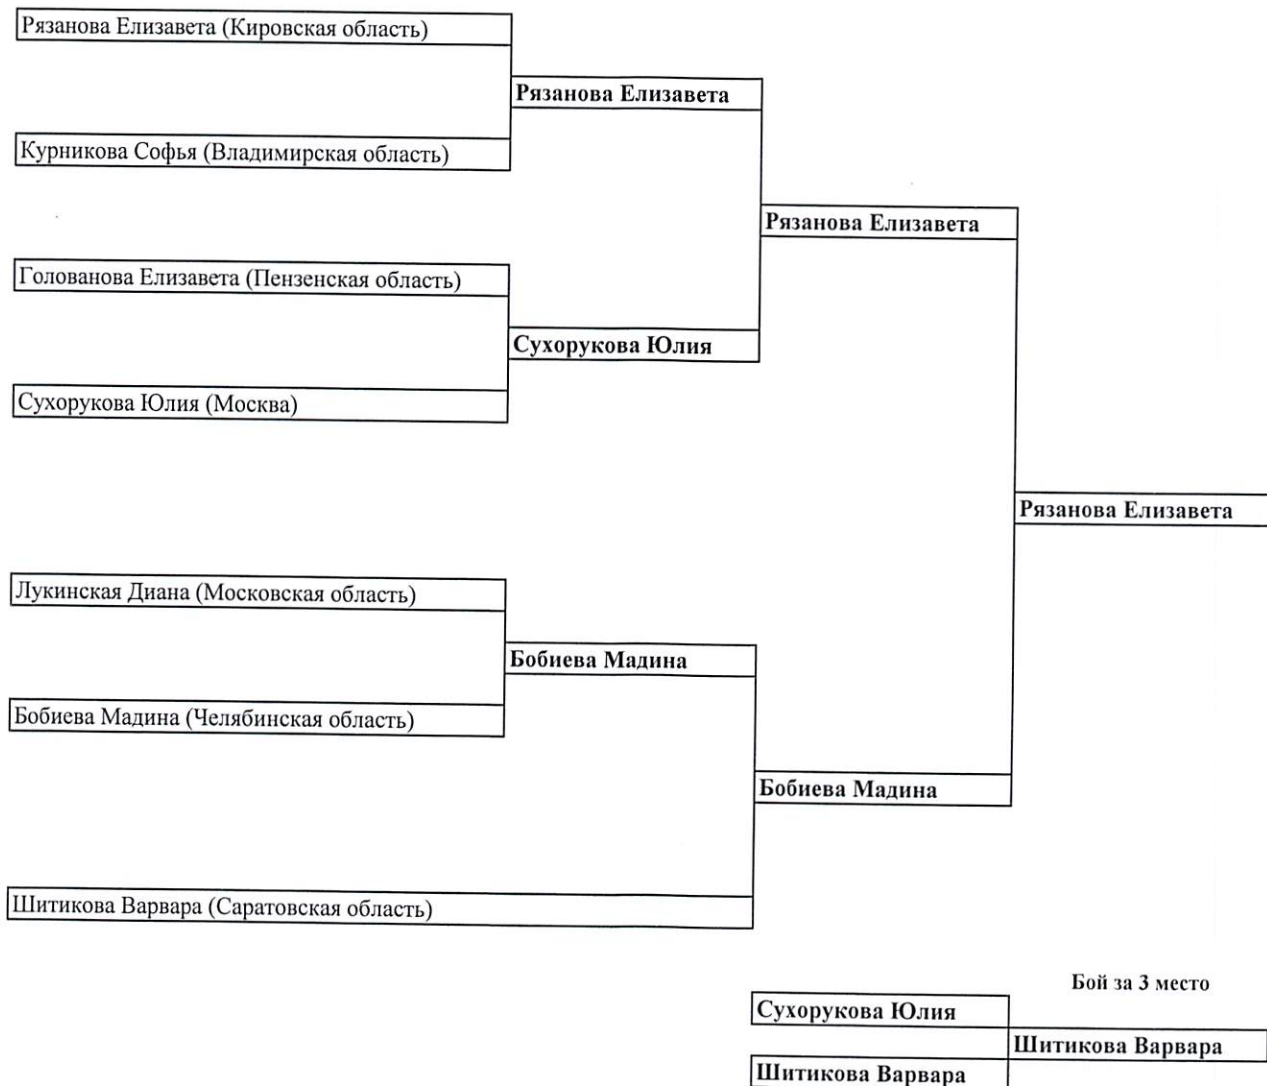 Рязанова Елизавета (Кировская область)
Рязанова Елизавета
Курникова Софья (Владимирская область)
Рязанова Елизавета
Голованова Елизавета (Пензенская область)
Сухорукова Юлия
Сухорукова Юлия (Москва)
Рязанова Елизавета
Лукинская Диана (Московская область)
Бобиева Мадина
Бобиева Мадина (Челябинская область)
Бобиева Мадина
Шитикова Варвара (Саратовская область)
Бой за 3 место
Сухорукова Юлия
Шитикова Варвара
Шитикова Варвара